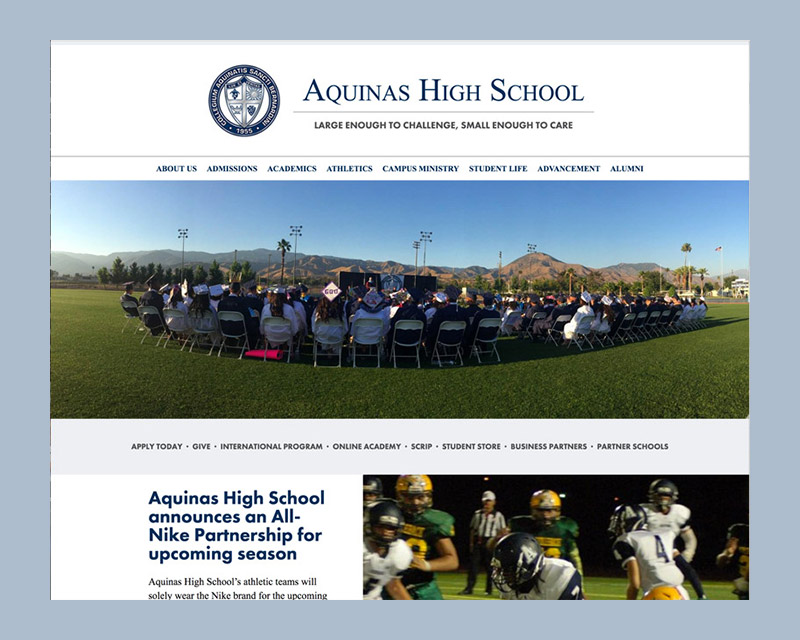 COLLEGIUM AQUINATIS SANCTI BERNARDINI
• 1955 •
AQUINAS HIGH SCHOOL
LARGE ENOUGH TO CHALLENGE, SMALL ENOUGH TO CARE
ABOUT US ADMISSIONS ACADEMICS ATHLETICS CAMPUS MINISTRY STUDENT LIFE ADVANCEMENT ALUMNI
APPLY TODAY • GIVE • INTERNATIONAL PROGRAM • ONLINE ACADEMY • SCRIP • STUDENT STORE • BUSINESS PARTNERS • PARTNER SCHOOLS
Aquinas High School
announces an All-
Nike Partnership for
upcoming season
Aquinas High School's athletic teams will
solely wear the Nike brand for the upcoming
4